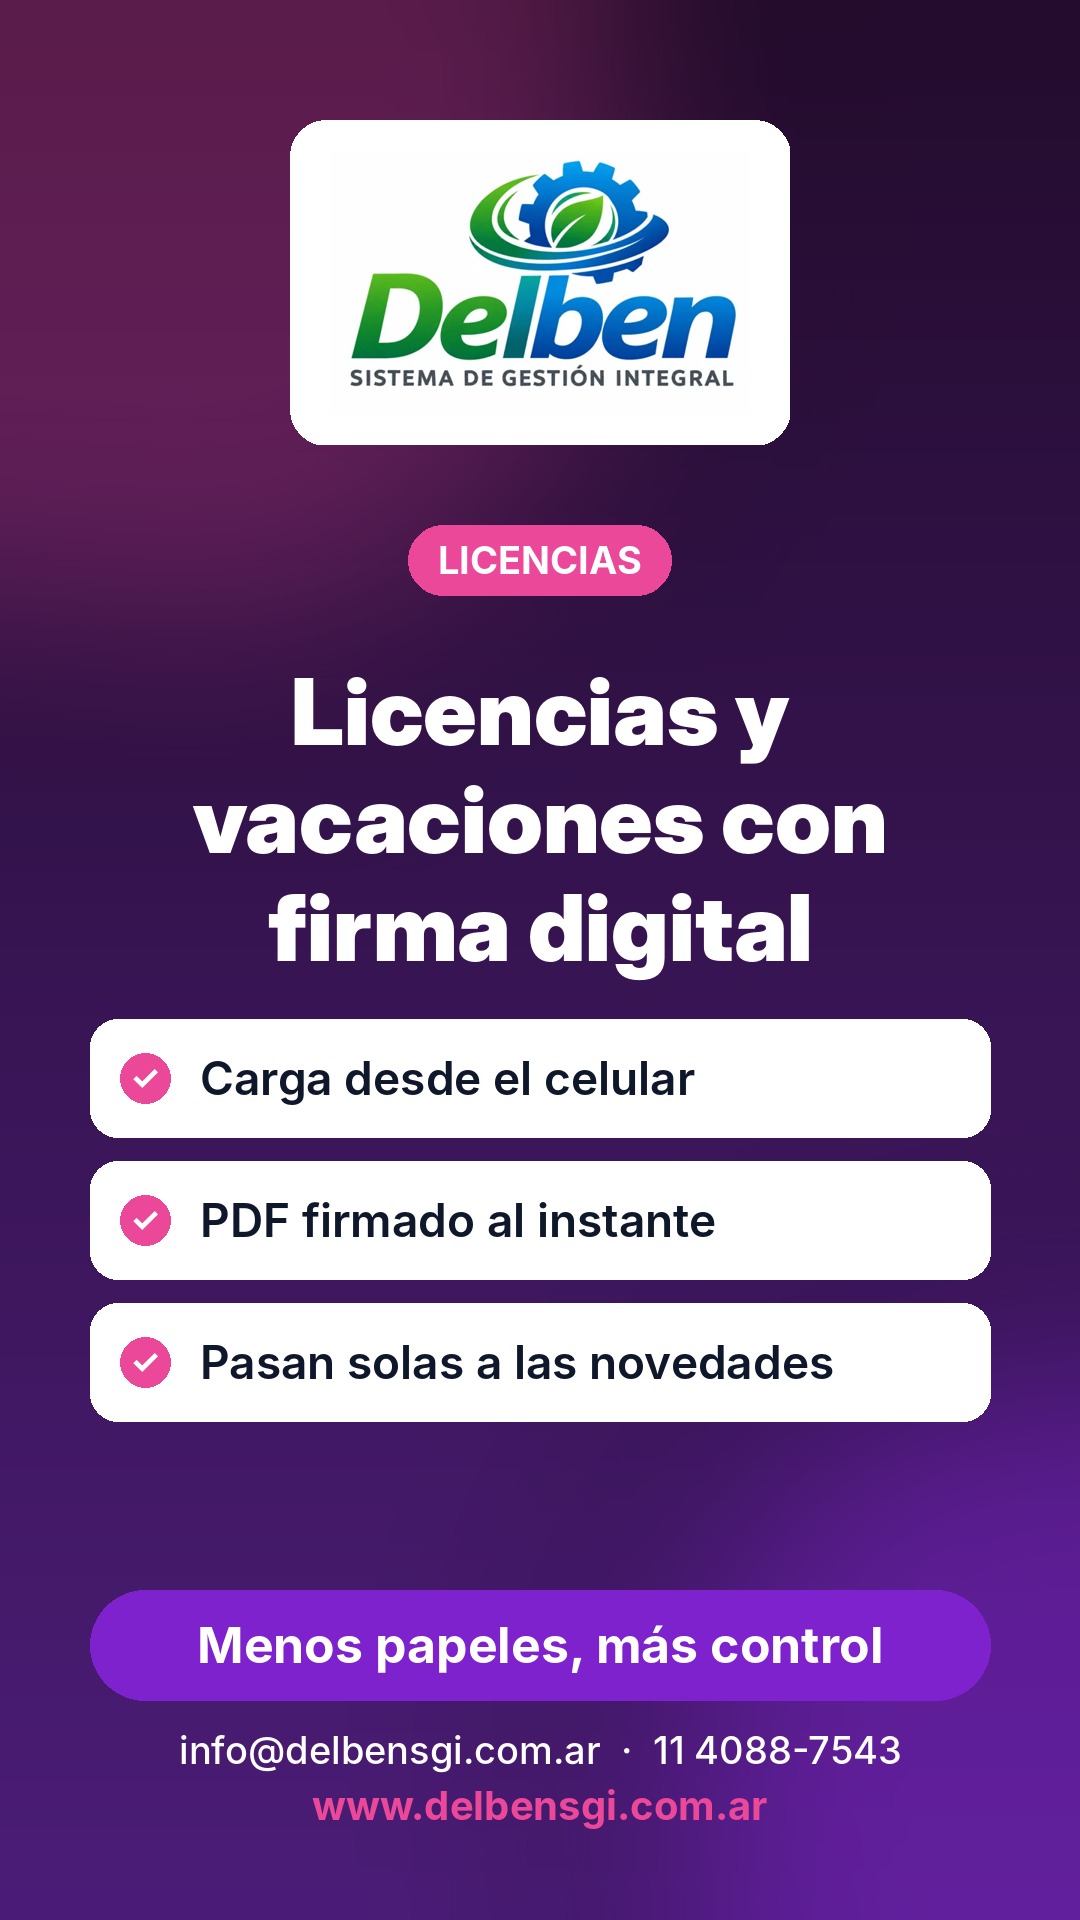 Delben
SISTEMA DE GESTIÓN INTEGRAL
LICENCIAS
Licencias y
vacaciones con
firma digital
Carga desde el celular
PDF firmado al instante
Pasan solas a las novedades
Menos papeles, más control
info@delbensgi.com.ar · 11 4088-7543
www.delbensgi.com.ar